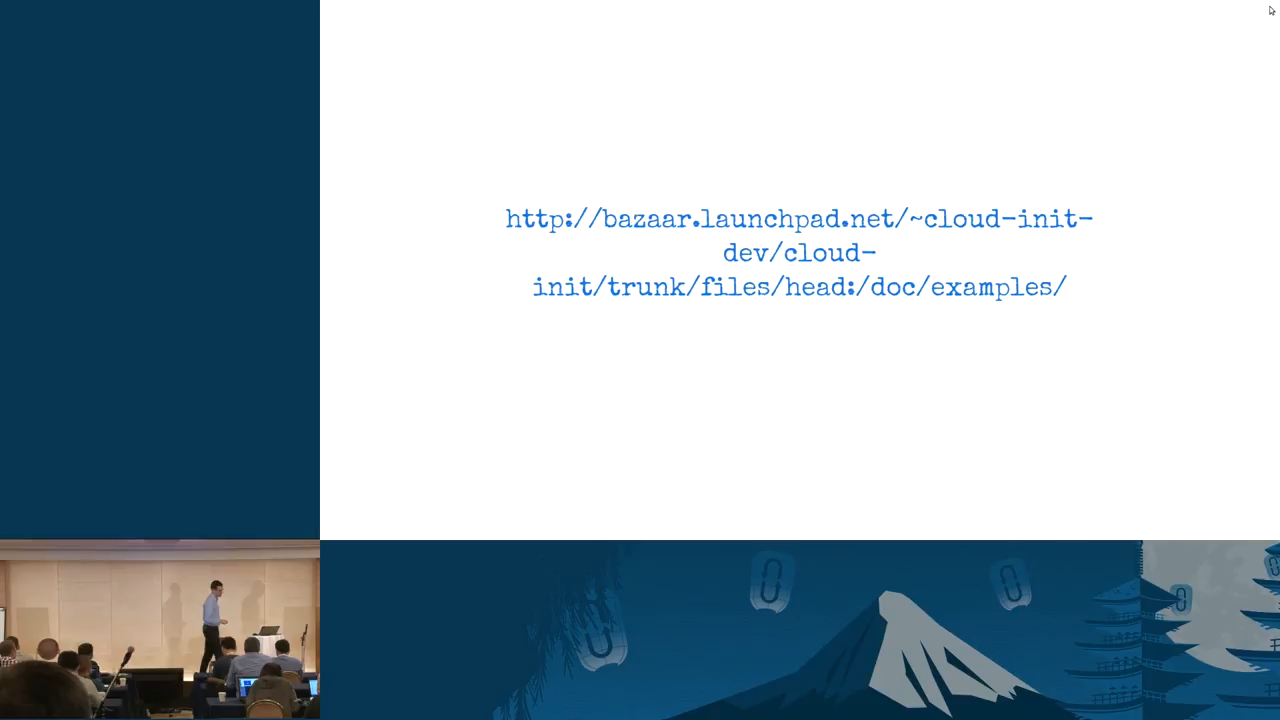 http://bazaar.launchpad.net/~cloud-init-
dev/cloud-
init/trunk/files/head:/doc/examples/